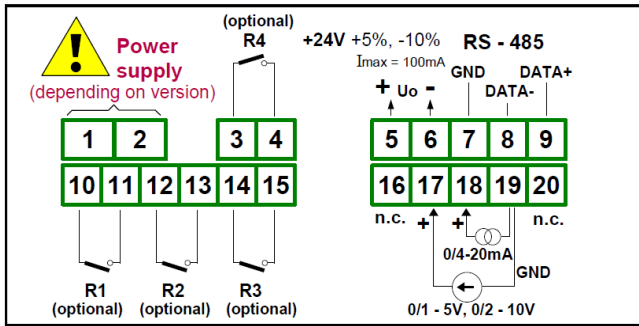 (optional)
R4
+24V +5%, -10%
RS - 485
Power
supply
(depending on version)
Imax = 100mA
GND
DATA+
+ Uo -
DATA-
1 2 3 4 5 6 7 8 9
10 11 12 13 14 15 16 17 18 19 20
n.c. + + n.c.
0/4-20mA
GND
R1
(optional)
R2
(optional)
R3
(optional)
0/1 - 5V, 0/2 - 10V
!